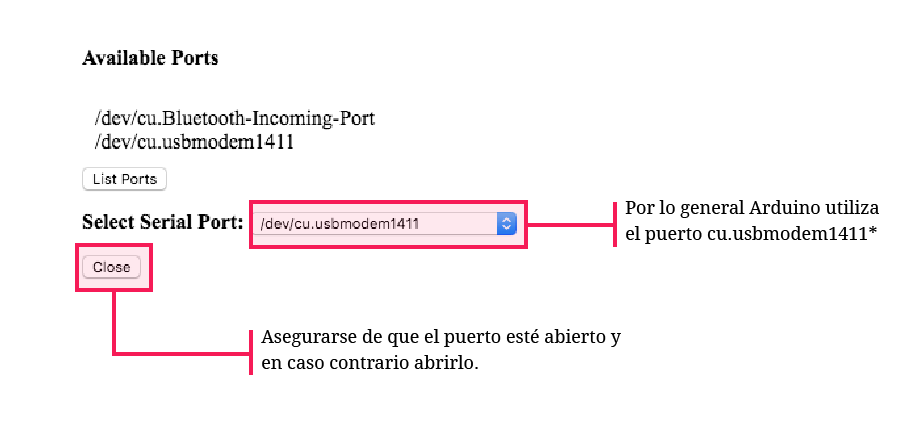 Available Ports
/dev/cu.Bluetooth-Incoming-Port
/dev/cu.usbmodem1411
List Ports
Select Serial Port: /dev/cu.usbmodem1411
Por lo general Arduino utiliza
el puerto cu.usbmodem1411*
Close
Asegurarse de que el puerto esté abierto y
en caso contrario abrirlo.